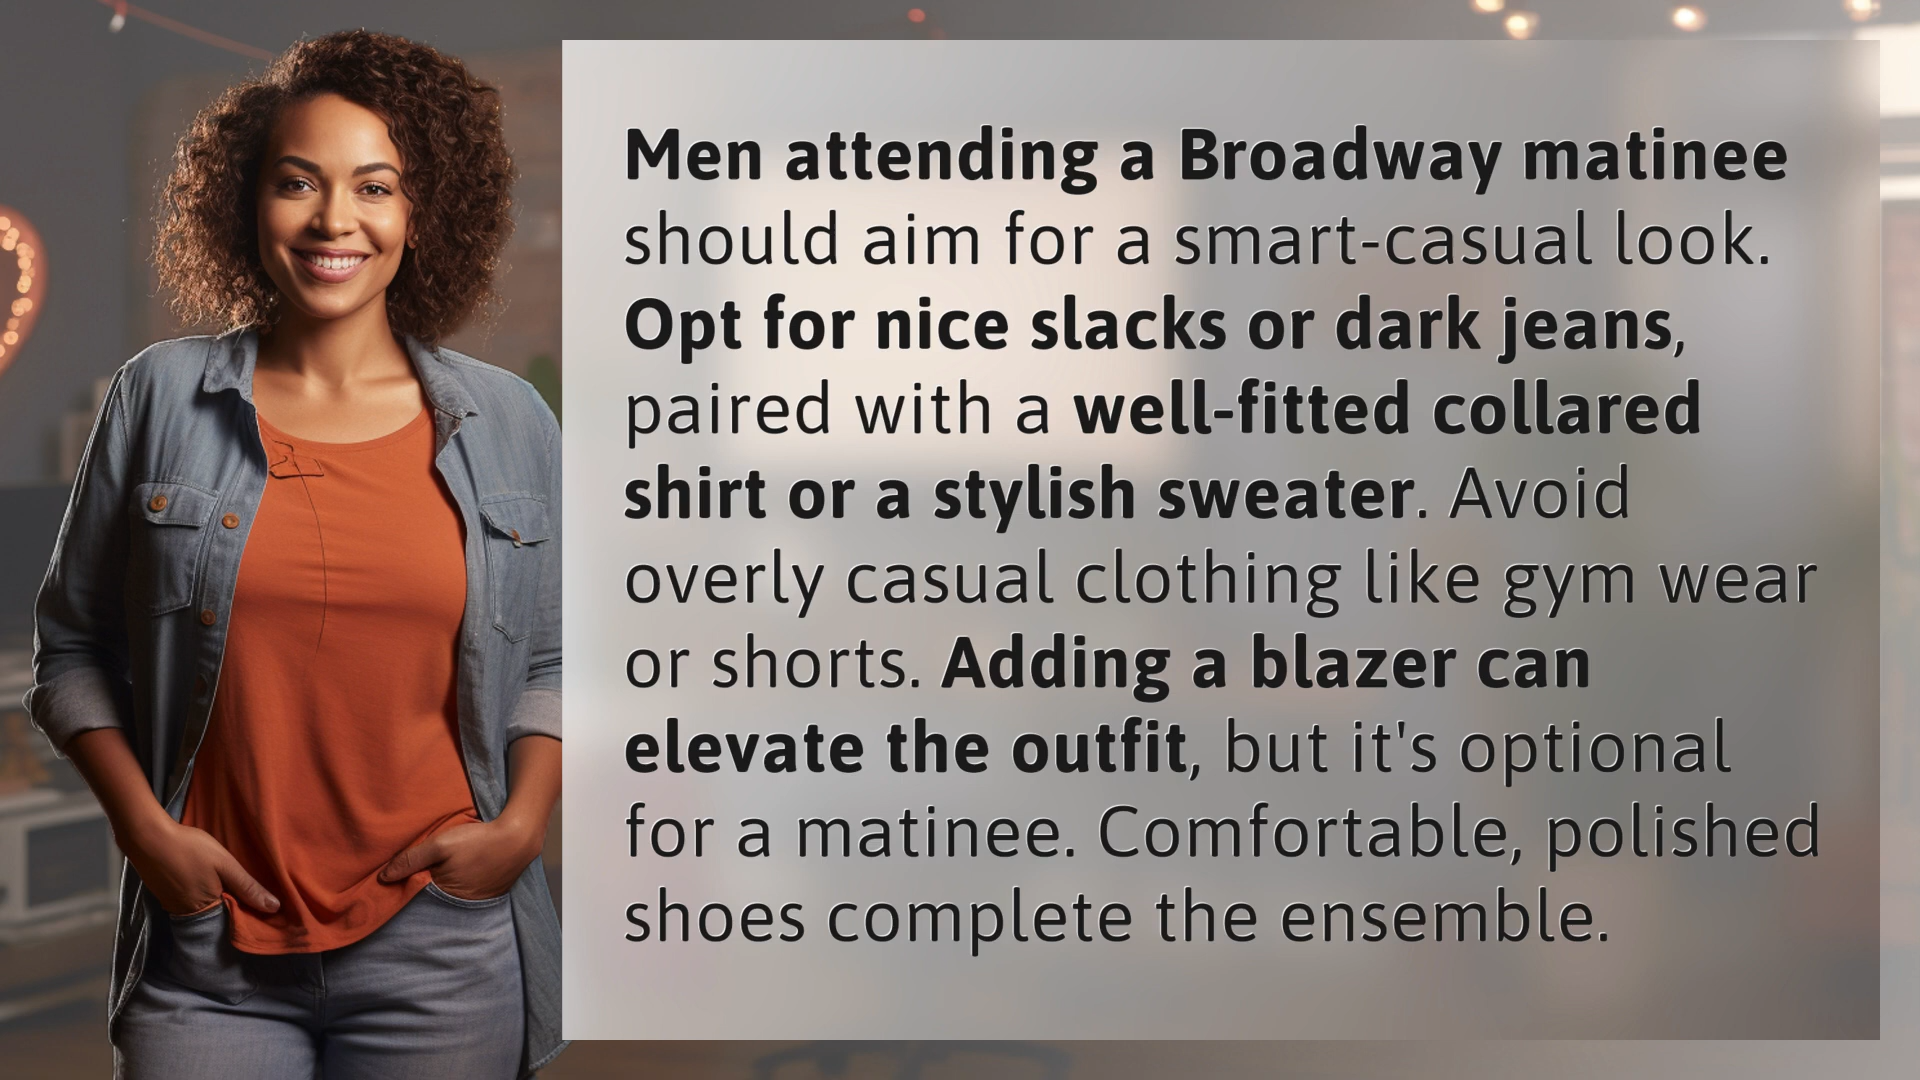 Men attending a Broadway matinee
should aim for a smart-casual look.
Opt for nice slacks or dark jeans,
paired with a well-fitted collared
shirt or a stylish sweater. Avoid
overly casual clothing like gym wear
or shorts. Adding a blazer can
elevate the outfit, but it's optional
for a matinee. Comfortable, polished
shoes complete the ensemble.